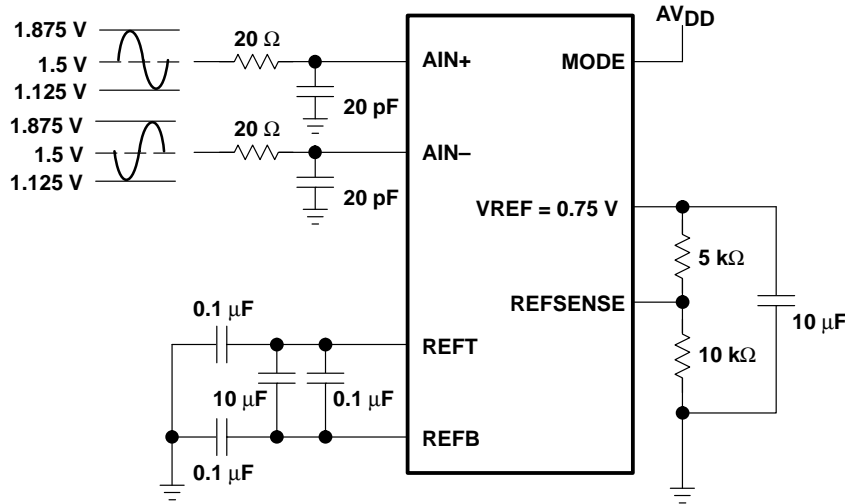 AVDD
1.875 V
1.5 V
1.125 V
20 Ω
20 pF
AIN+
MODE
1.875 V
1.5 V
1.125 V
20 Ω
20 pF
AIN–
VREF = 0.75 V
5 kΩ
REFSENSE
10 kΩ
10 μF
0.1 μF
REFT
10 μF
0.1 μF
REFB
0.1 μF